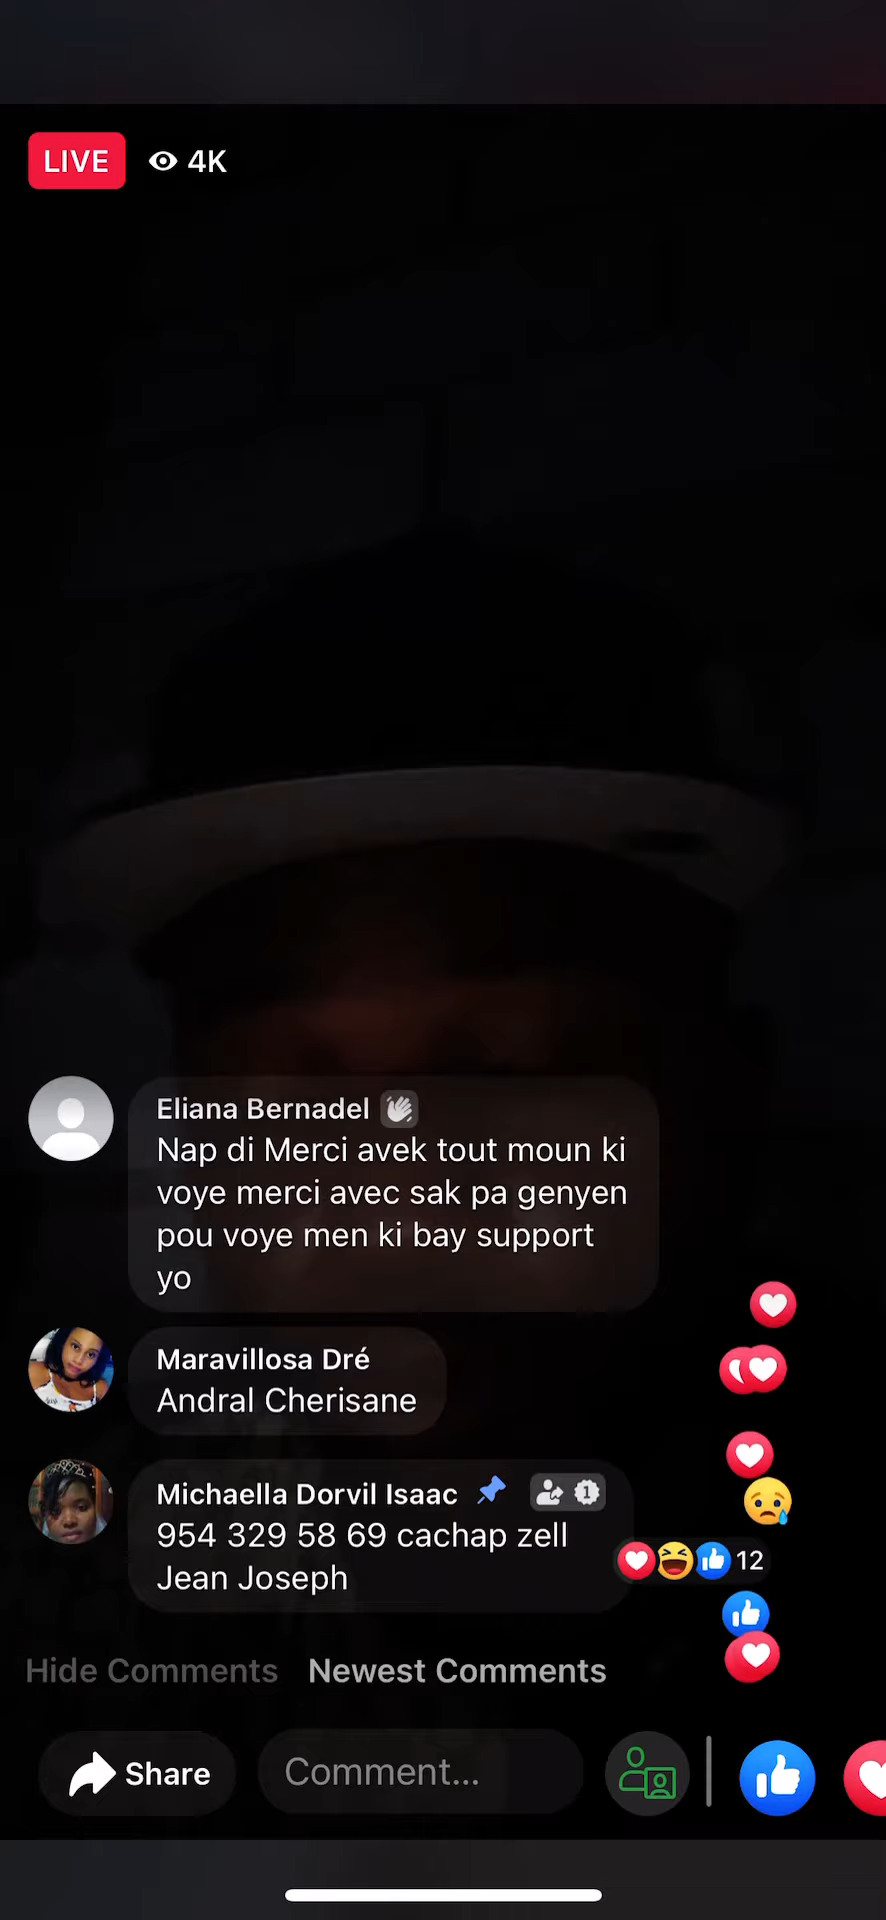 LIVE 4K
Eliana Bernadel
Nap di Merci avek tout moun ki
voye merci avec sak pa genyen
pou voye men ki bay support
yo
Maravillosa Dré
Andral Cherisane
Michaella Dorvil Isaac 1
954 329 58 69 cachap zell
Jean Joseph
12
Hide Comments Newest Comments
Share Comment...